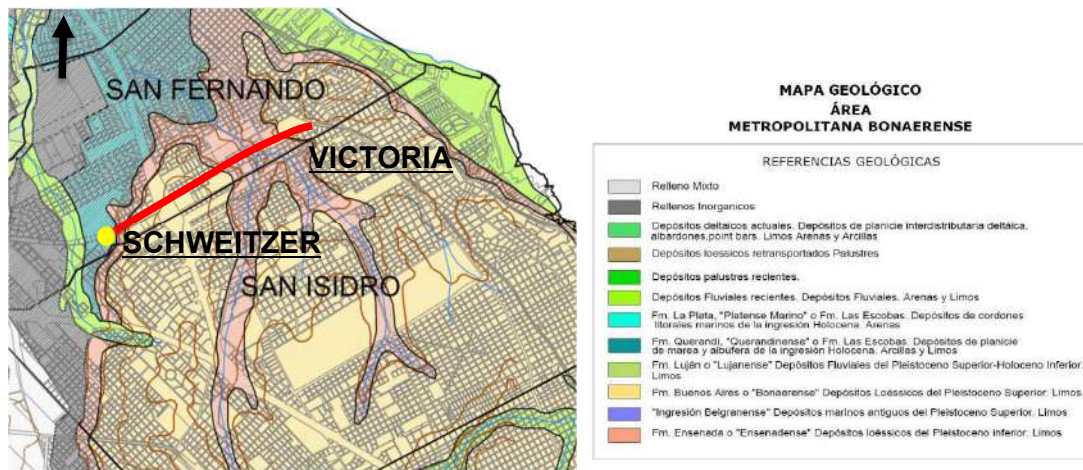 SAN FERNANDO
VICTORIA
SCHWEITZER
SAN ISIDRO
MAPA GEOLÓGICO
ÁREA
METROPOLITANA BONAERENSE
REFERENCIAS GEOLÓGICAS
Relleno Mixto
Rellenos Inorganicos
Depósitos deltaicos actuales. Depósitos de planicie interdistributaria deltáica,
albardones,point bars. Limos Arenas y Arcillas
Depósitos loessicos retransportados Palustres
Depósitos palustres recientes.
Depósitos Fluviales recientes. Depósitos Fluviales. Arenas y Limos
Fm. La Plata, "Platense Marino" o Fm. Las Escobas. Depósitos de cordones
litorales marinos de la ingresión Holocena. Arenas
Fm. Querandi, "Querandinense" o Fm. Las Escobas. Depósitos de planicie
de marea y albúfera de la ingresión Holocena. Arcillas y Limos
Fm. Luján o "Lujanense" Depósitos Fluviales del Pleistoceno Superior-Holoceno Inferior.
Limos
Fm. Buenos Aires o "Bonaerense" Depósitos Loéssicos del Pleistoceno Superior. Limos
"Ingresión Belgranense" Depósitos marinos antiguos del Pleistoceno Superior. Limos
Fm. Ensenada o "Ensenadense" Depósitos loéssicos del Pleistoceno inferior. Limos